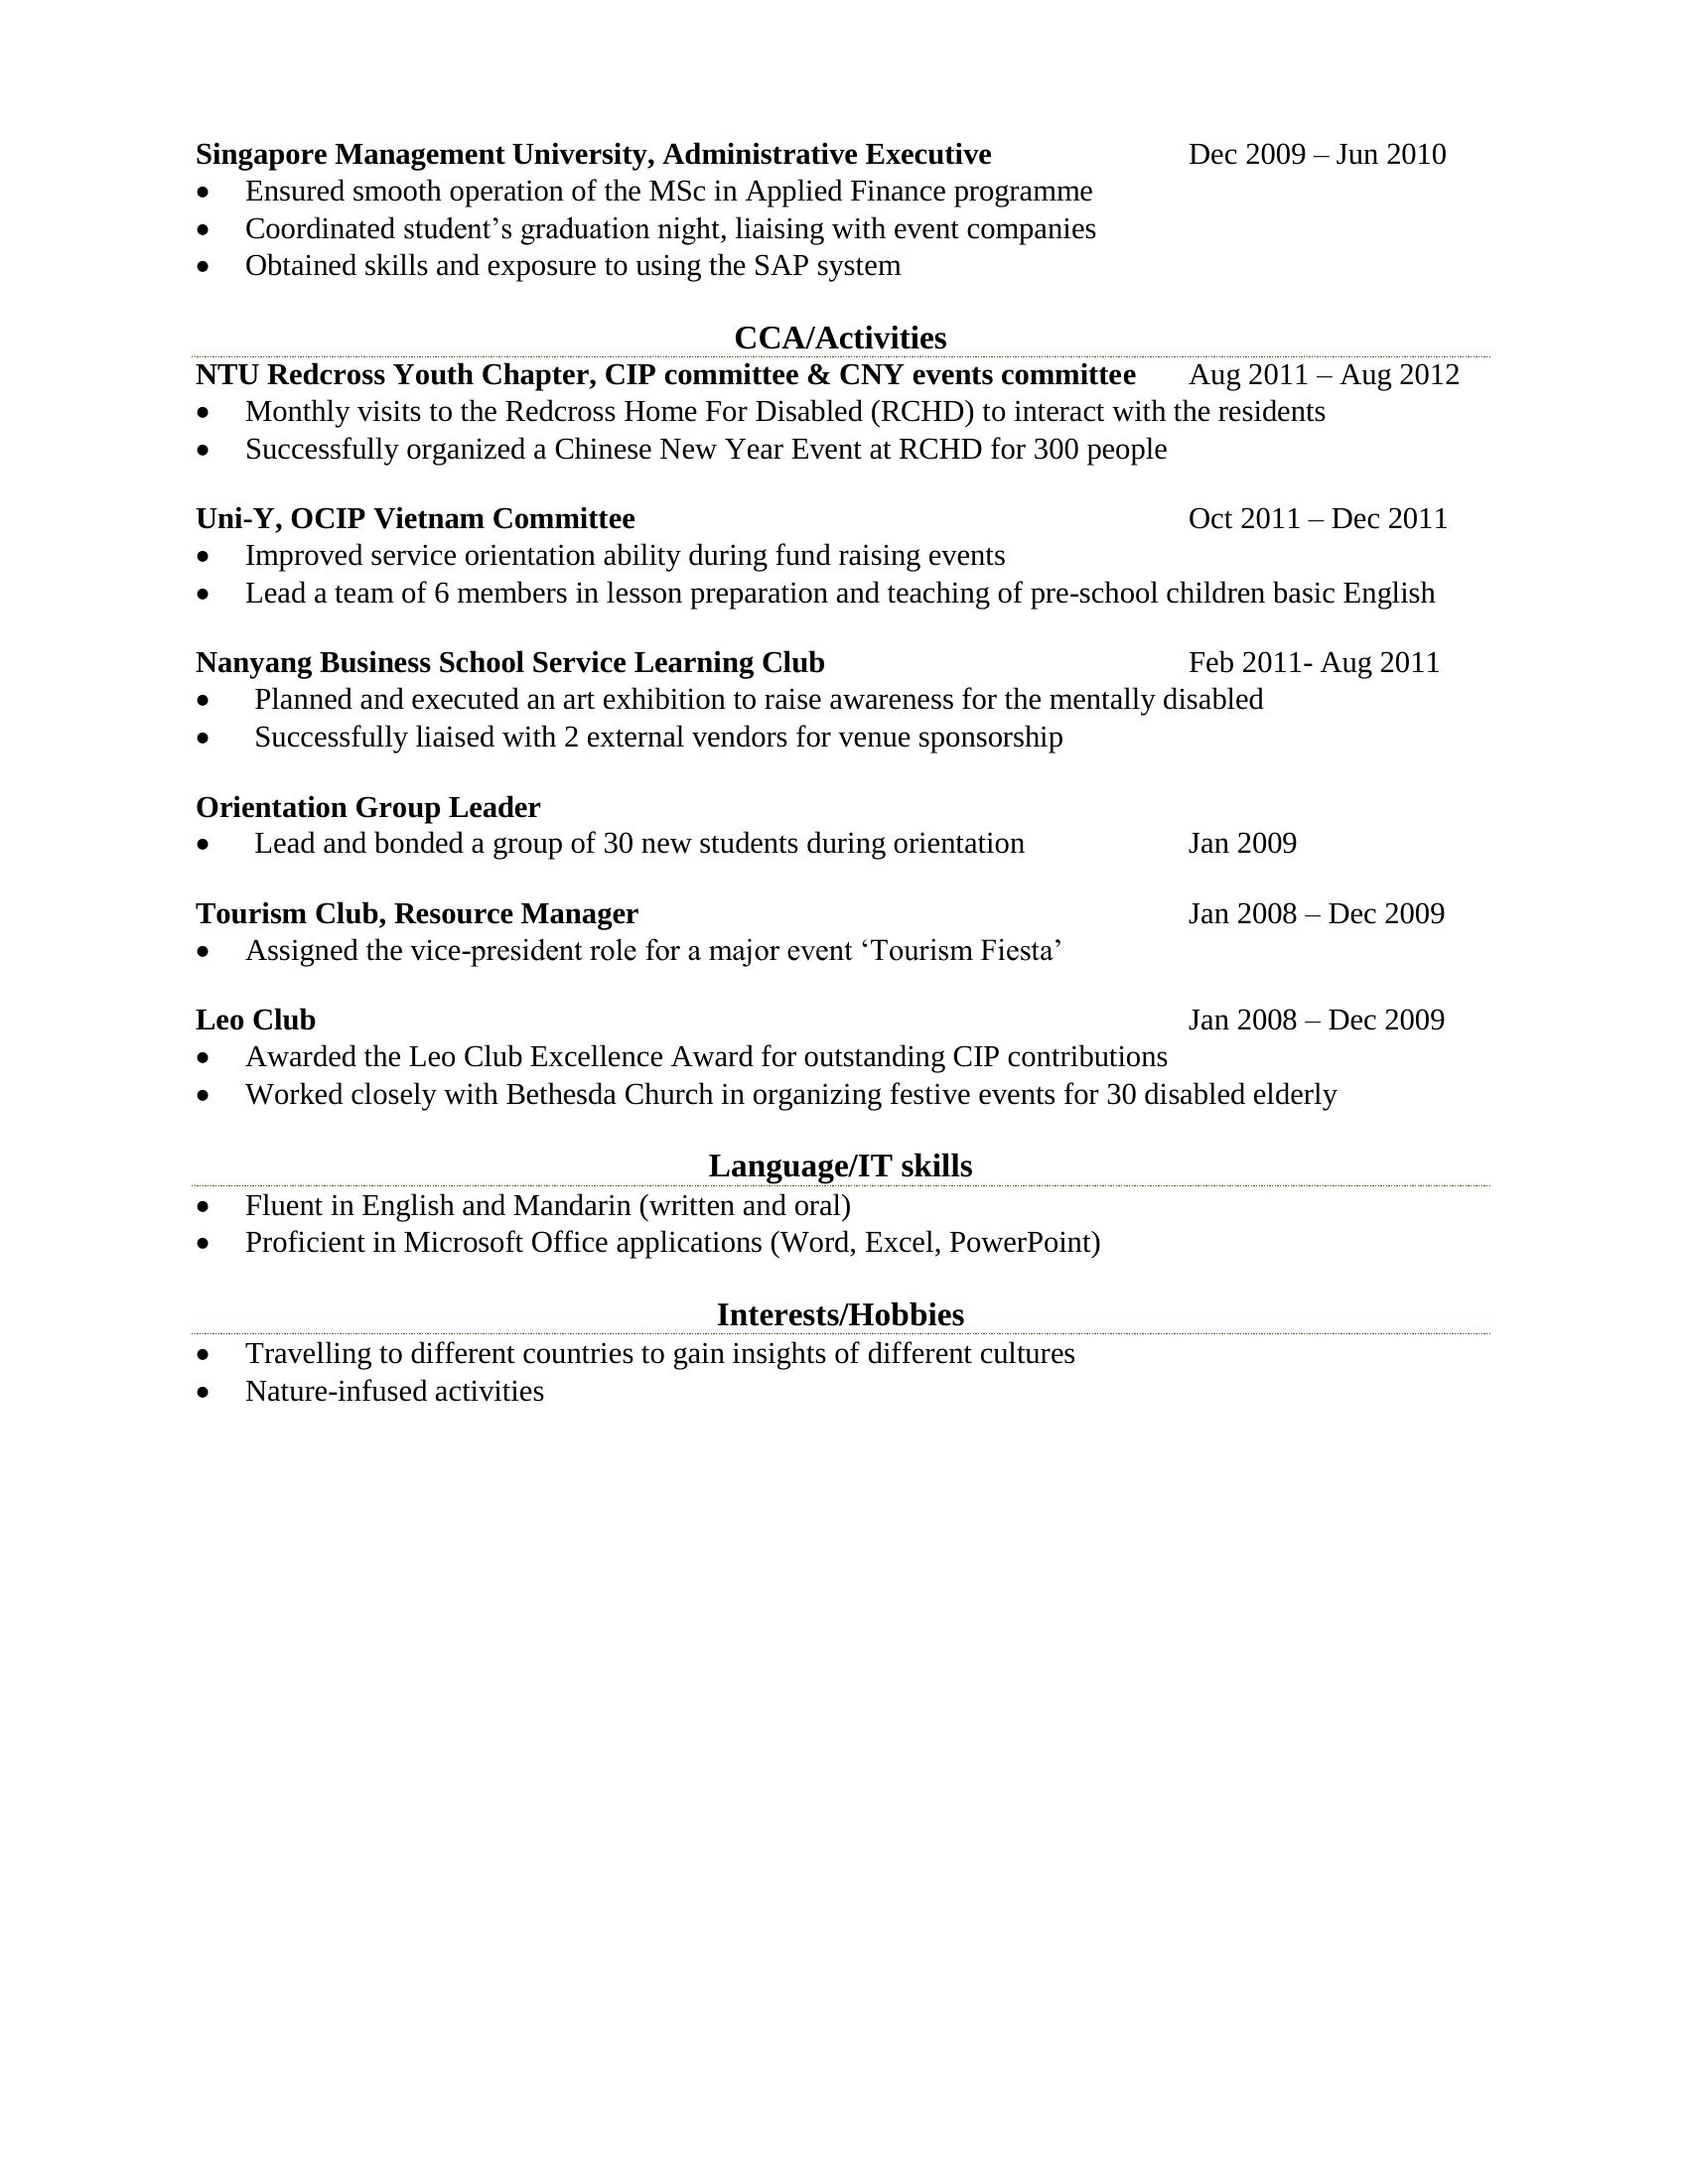 Singapore Management University, Administrative Executive Dec 2009 – Jun 2010
• Ensured smooth operation of the MSc in Applied Finance programme
• Coordinated student’s graduation night, liaising with event companies
• Obtained skills and exposure to using the SAP system
CCA/Activities
NTU Redcross Youth Chapter, CIP committee & CNY events committee Aug 2011 – Aug 2012
• Monthly visits to the Redcross Home For Disabled (RCHD) to interact with the residents
• Successfully organized a Chinese New Year Event at RCHD for 300 people
Uni-Y, OCIP Vietnam Committee Oct 2011 – Dec 2011
• Improved service orientation ability during fund raising events
• Lead a team of 6 members in lesson preparation and teaching of pre-school children basic English
Nanyang Business School Service Learning Club Feb 2011- Aug 2011
• Planned and executed an art exhibition to raise awareness for the mentally disabled
• Successfully liaised with 2 external vendors for venue sponsorship
Orientation Group Leader
• Lead and bonded a group of 30 new students during orientation Jan 2009
Tourism Club, Resource Manager Jan 2008 – Dec 2009
• Assigned the vice-president role for a major event ‘Tourism Fiesta’
Leo Club Jan 2008 – Dec 2009
• Awarded the Leo Club Excellence Award for outstanding CIP contributions
• Worked closely with Bethesda Church in organizing festive events for 30 disabled elderly
Language/IT skills
• Fluent in English and Mandarin (written and oral)
• Proficient in Microsoft Office applications (Word, Excel, PowerPoint)
Interests/Hobbies
• Travelling to different countries to gain insights of different cultures
• Nature-infused activities